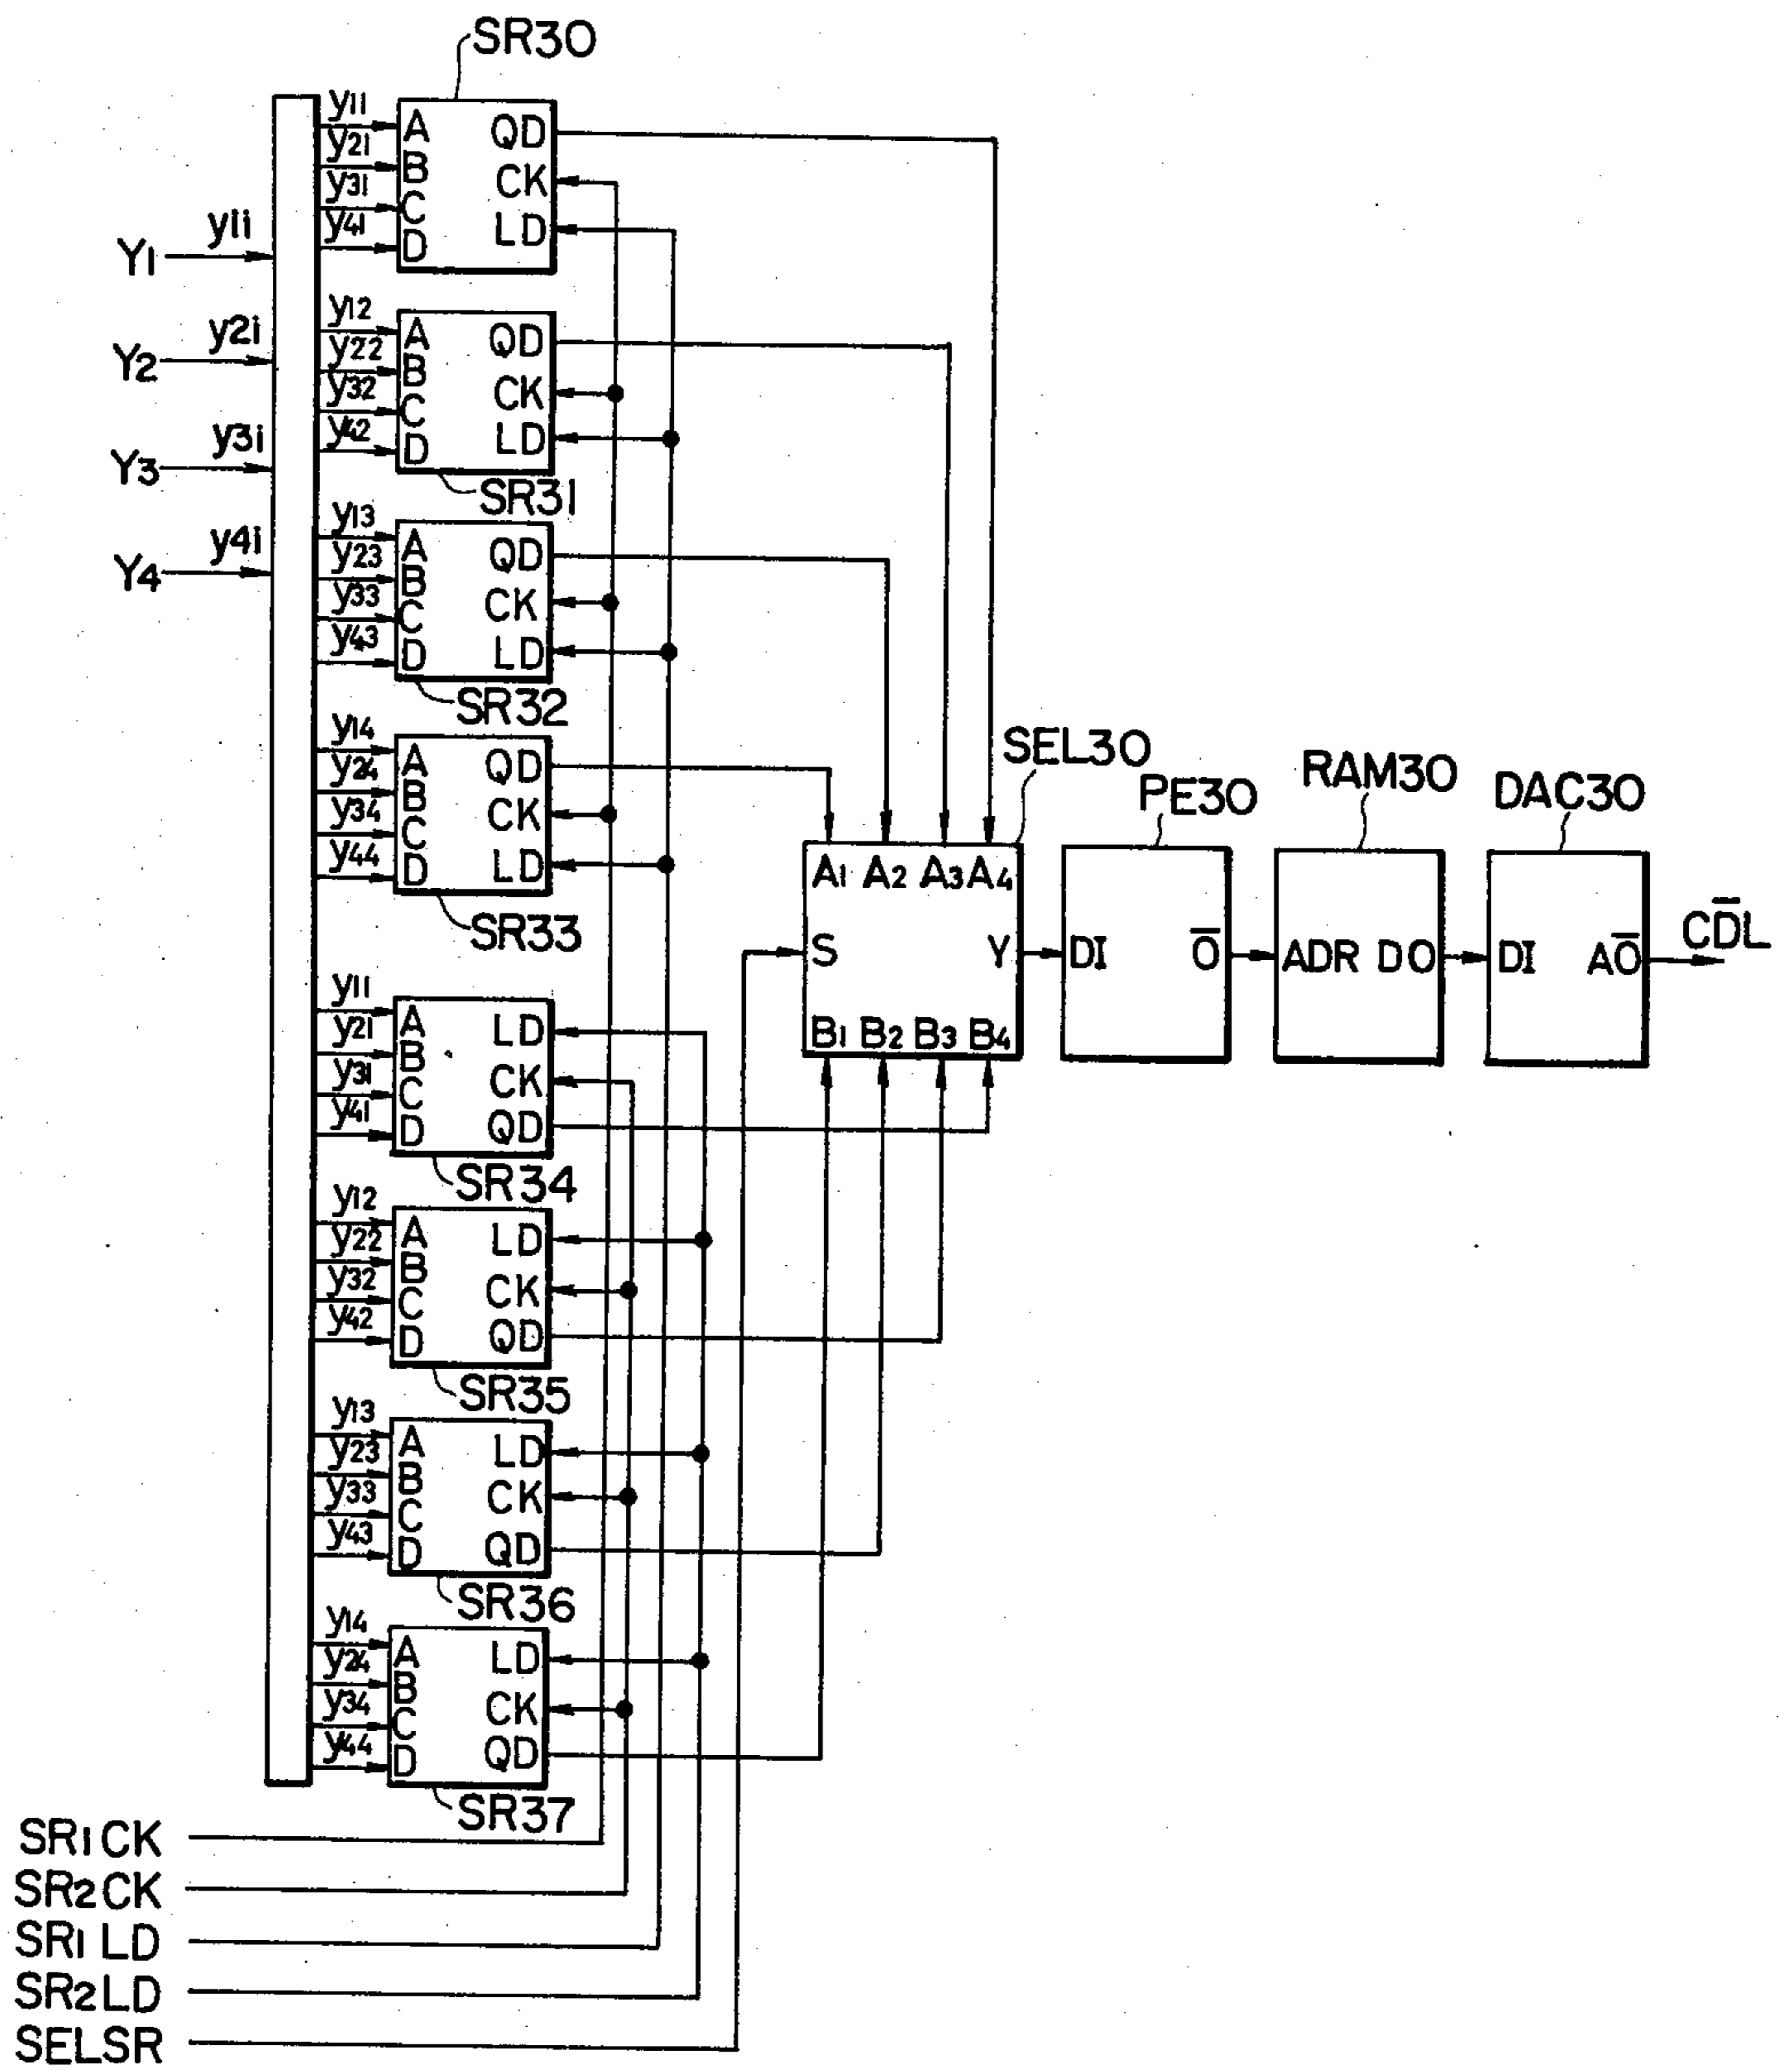 SR30
y11 A QD
y21 B CK
y31 C LD
y41 D
Y1 y1i
Y2 y2i
Y3 y3i
Y4 y4i
y12 A QD
y22 B CK
y32 C LD
y42 D
SR31
y13 A QD
y23 B CK
y33 C LD
y43 D
SR32
y14 A QD
y24 B CK
y34 C LD
y44 D
SR33
SEL30
A1 A2 A3 A4
S Y
B1 B2 B3 B4
PE30
DI O̅
RAM30
ADR DO
DAC30
DI AO̅
CD̅L
y11 A LD
y21 B CK
y31 C QD
y41 D
SR34
y12 A LD
y22 B CK
y32 C QD
y42 D
SR35
y13 A LD
y23 B CK
y33 C QD
y43 D
SR36
y14 A LD
y24 B CK
y34 C QD
y44 D
SR37
SR1CK
SR2CK
SR1LD
SR2LD
SELSR